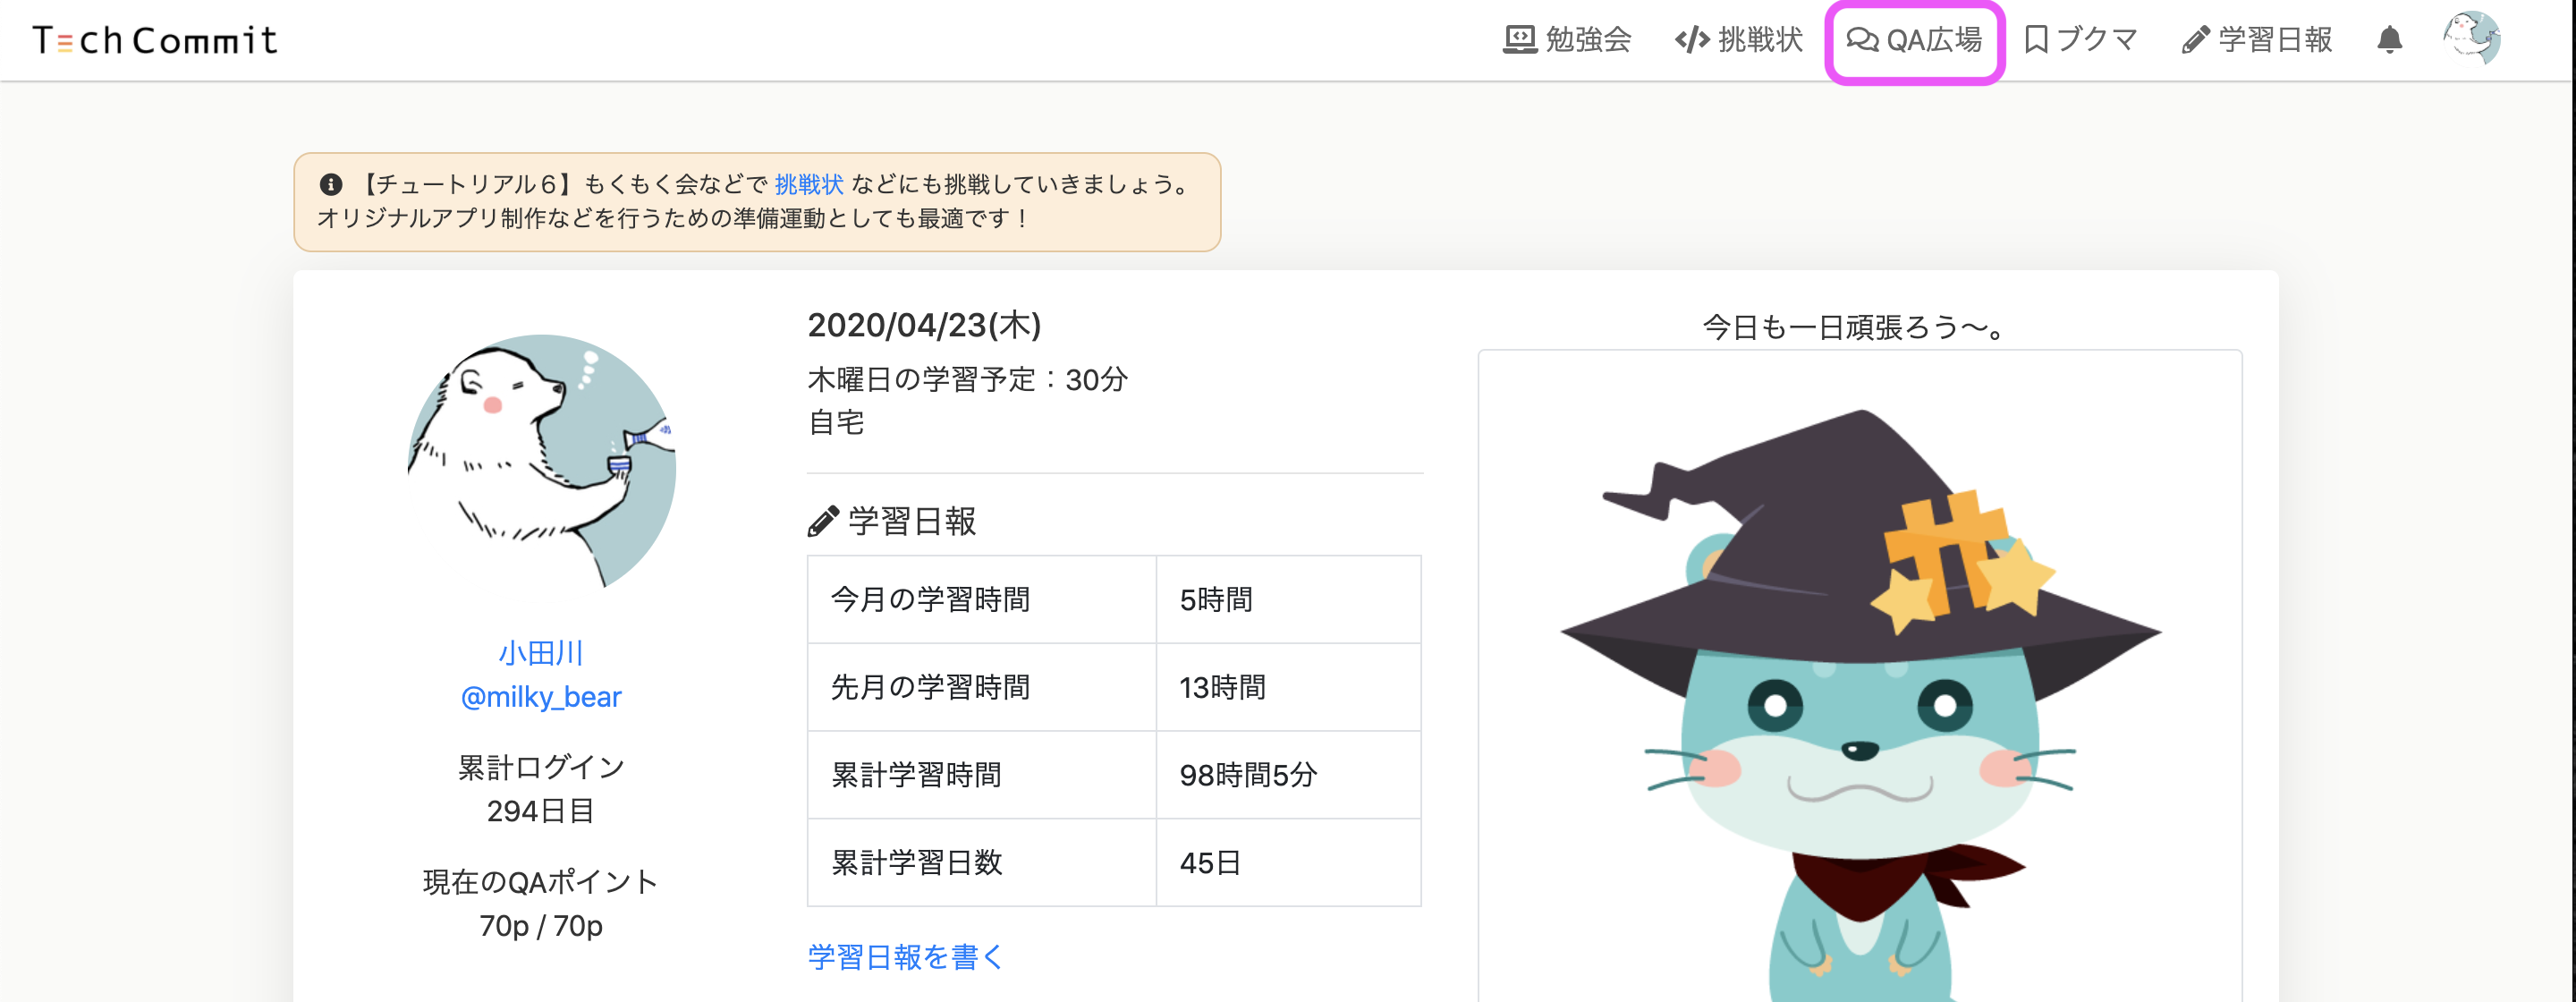 Tech Commit
勉強会 挑戦状 QA広場 ブクマ 学習日報
【チュートリアル６】もくもく会などで 挑戦状 などにも挑戦していきましょう。
オリジナルアプリ制作などを行うための準備運動としても最適です！
小田川
@milky_bear
累計ログイン
294日目
現在のQAポイント
70p / 70p
2020/04/23(木)
木曜日の学習予定：30分
自宅
学習日報
今月の学習時間 5時間
先月の学習時間 13時間
累計学習時間 98時間5分
累計学習日数 45日
学習日報を書く
今日も一日頑張ろう〜。